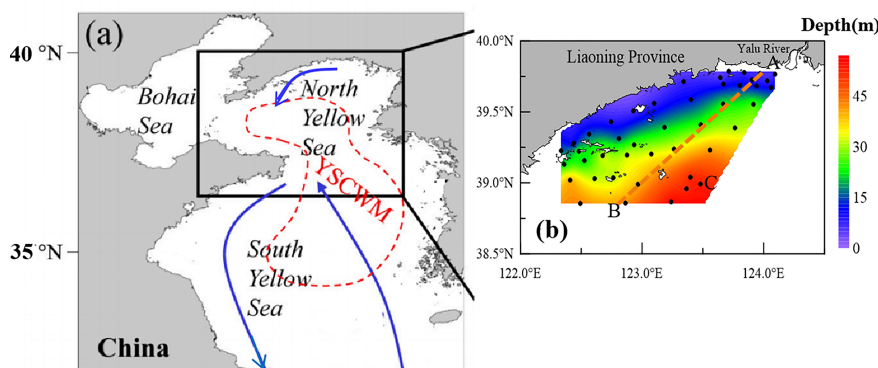 (a)
40 °N
35 °N
Bohai
Sea
North
Yellow
Sea
YSCWM
South
Yellow
Sea
China
Depth(m)
40.0°N
39.5°N
39.0°N
38.5°N
122.0°E
123.0°E
124.0°E
Liaoning Province
Yalu River
A
B
C
(b)
60
45
30
15
0